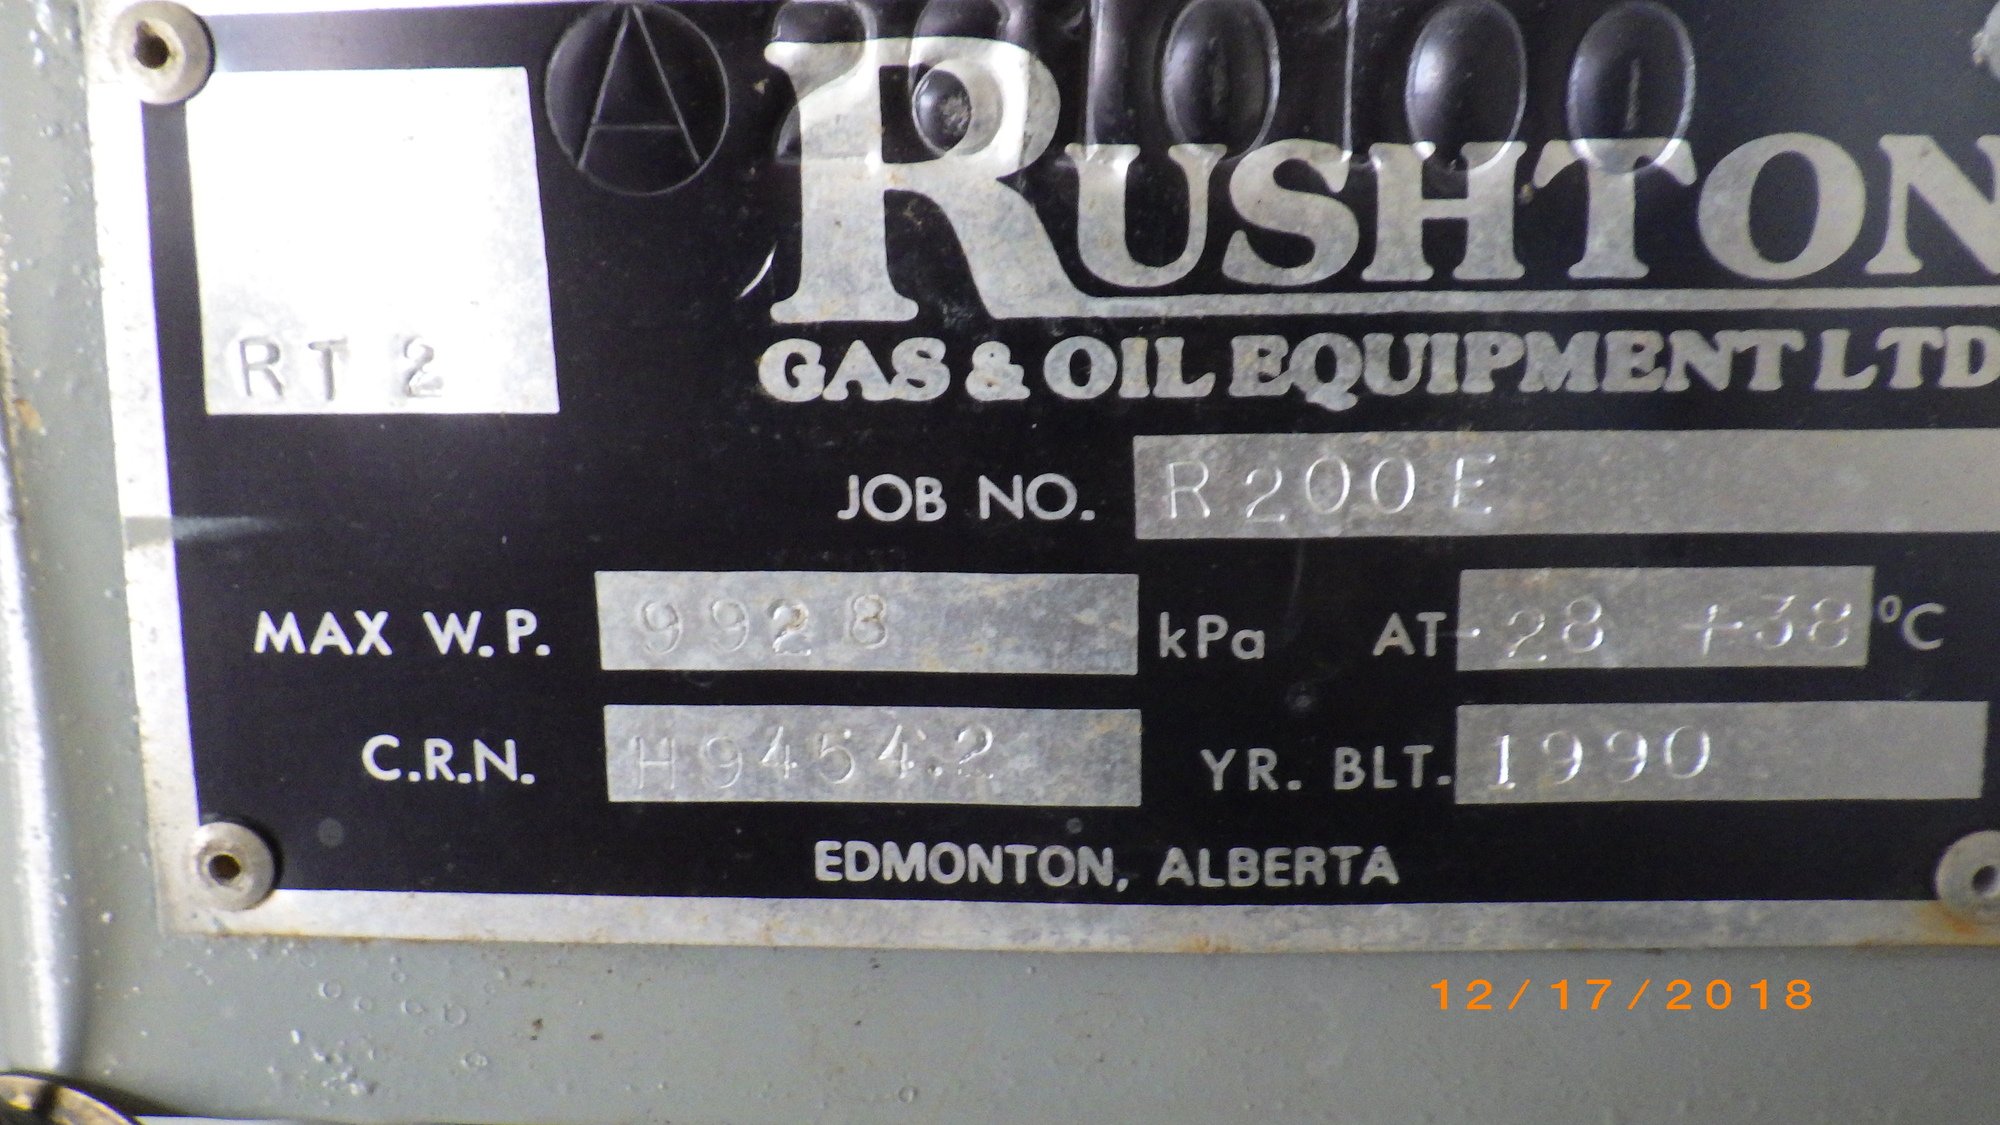 RUSHTON
GAS & OIL EQUIPMENT LTD
RT 2
JOB NO. R200E
MAX W.P. 9928 kPa AT -28 +38 °C
C.R.N. H9454.2 YR. BLT. 1990
EDMONTON, ALBERTA
12/17/2018